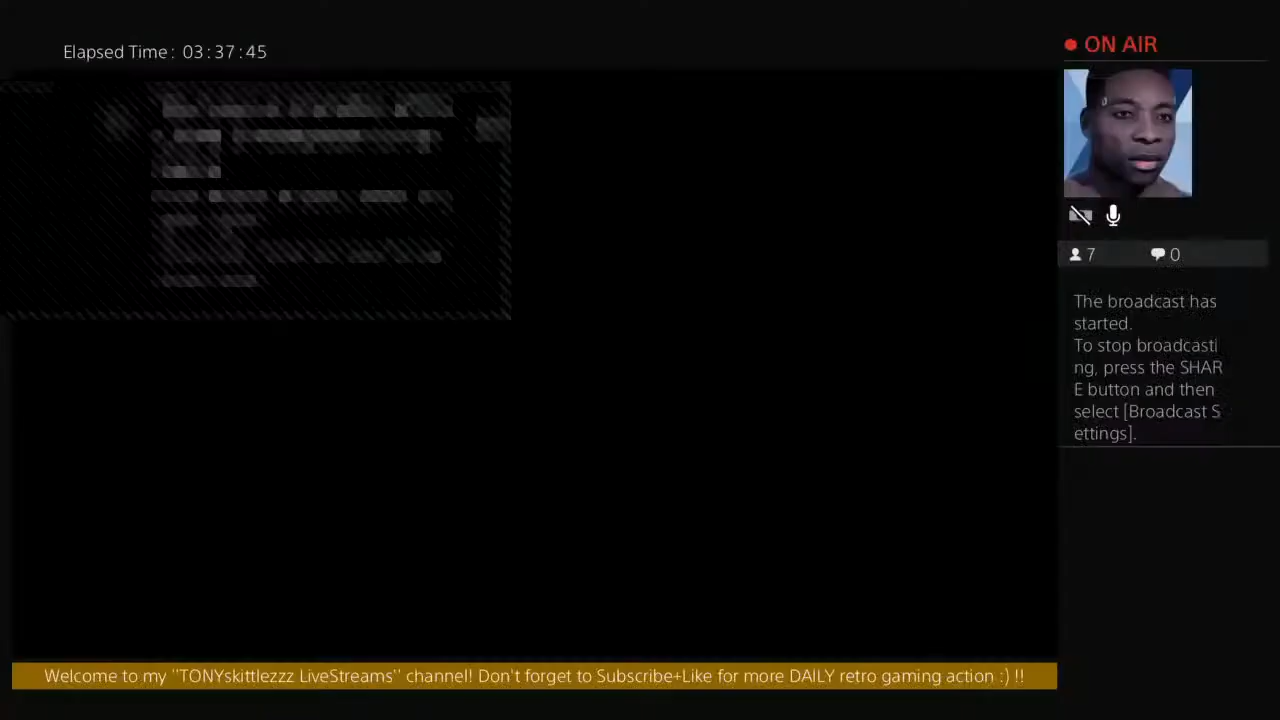 Elapsed Time: 03:37:45
ON AIR
7
0
The broadcast has
started.
To stop broadcasti
ng, press the SHAR
E button and then
select [Broadcast S
ettings].
Welcome to my "TONYskittlezzz LiveStreams" channel! Don't forget to Subscribe+Like for more DAILY retro gaming action :) !!